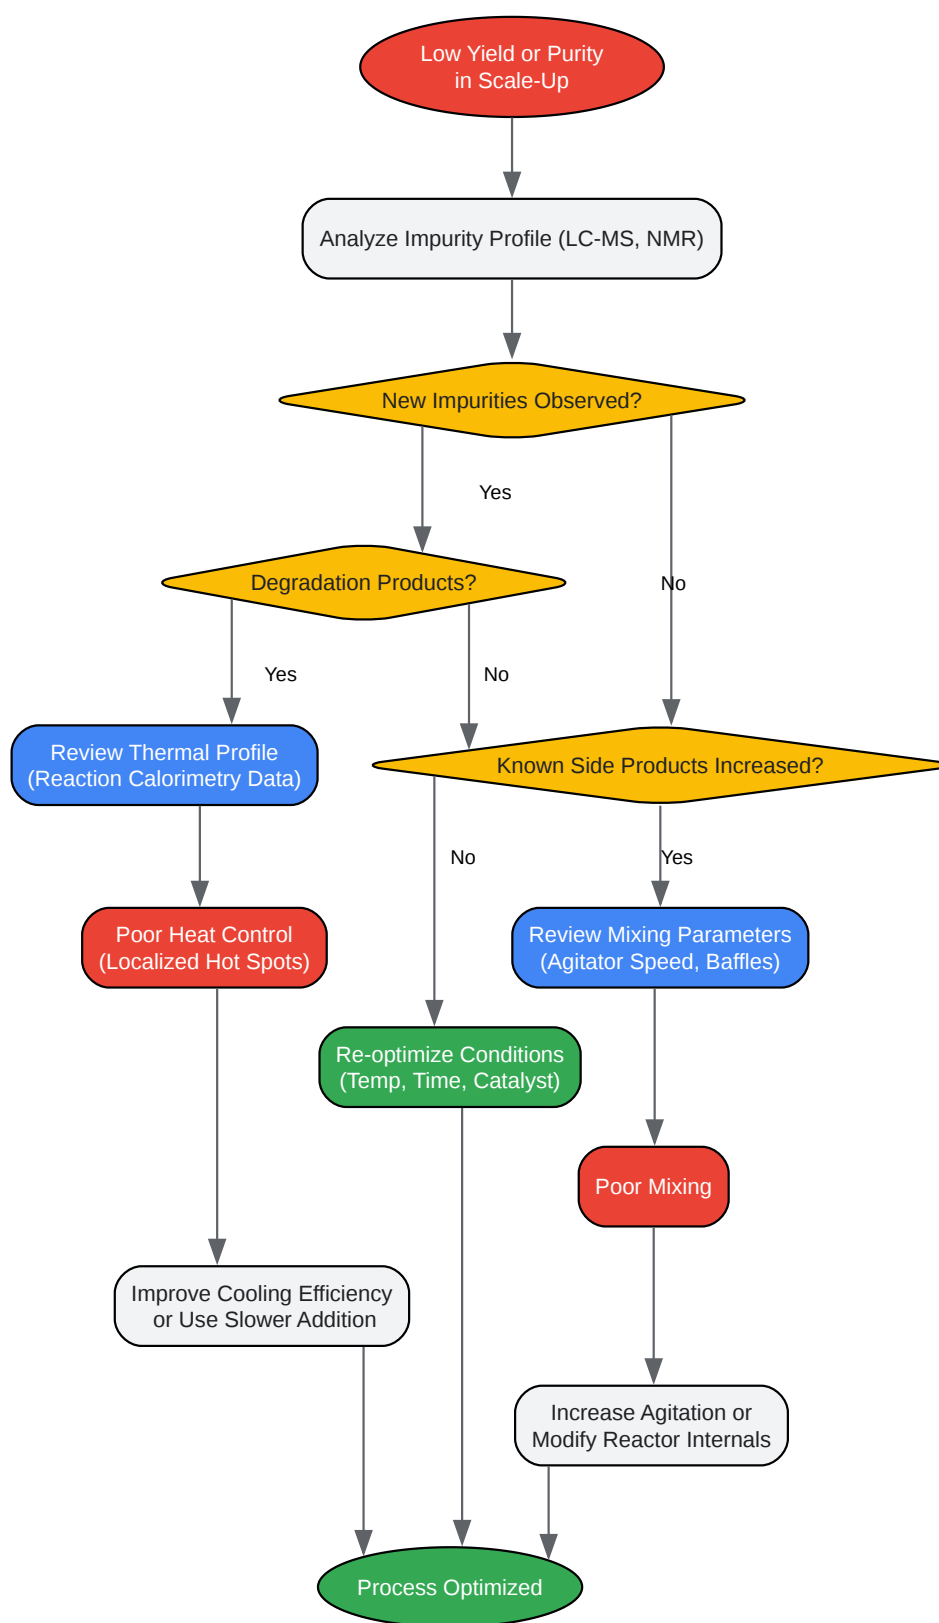 Low Yield or Purity
in Scale-Up
Analyze Impurity Profile (LC-MS, NMR)
New Impurities Observed?
Yes
Degradation Products?
No
Yes
No
Review Thermal Profile
(Reaction Calorimetry Data)
Known Side Products Increased?
No
Yes
Poor Heat Control
(Localized Hot Spots)
Review Mixing Parameters
(Agitator Speed, Baffles)
Re-optimize Conditions
(Temp, Time, Catalyst)
Poor Mixing
Improve Cooling Efficiency
or Use Slower Addition
Increase Agitation or
Modify Reactor Internals
Process Optimized